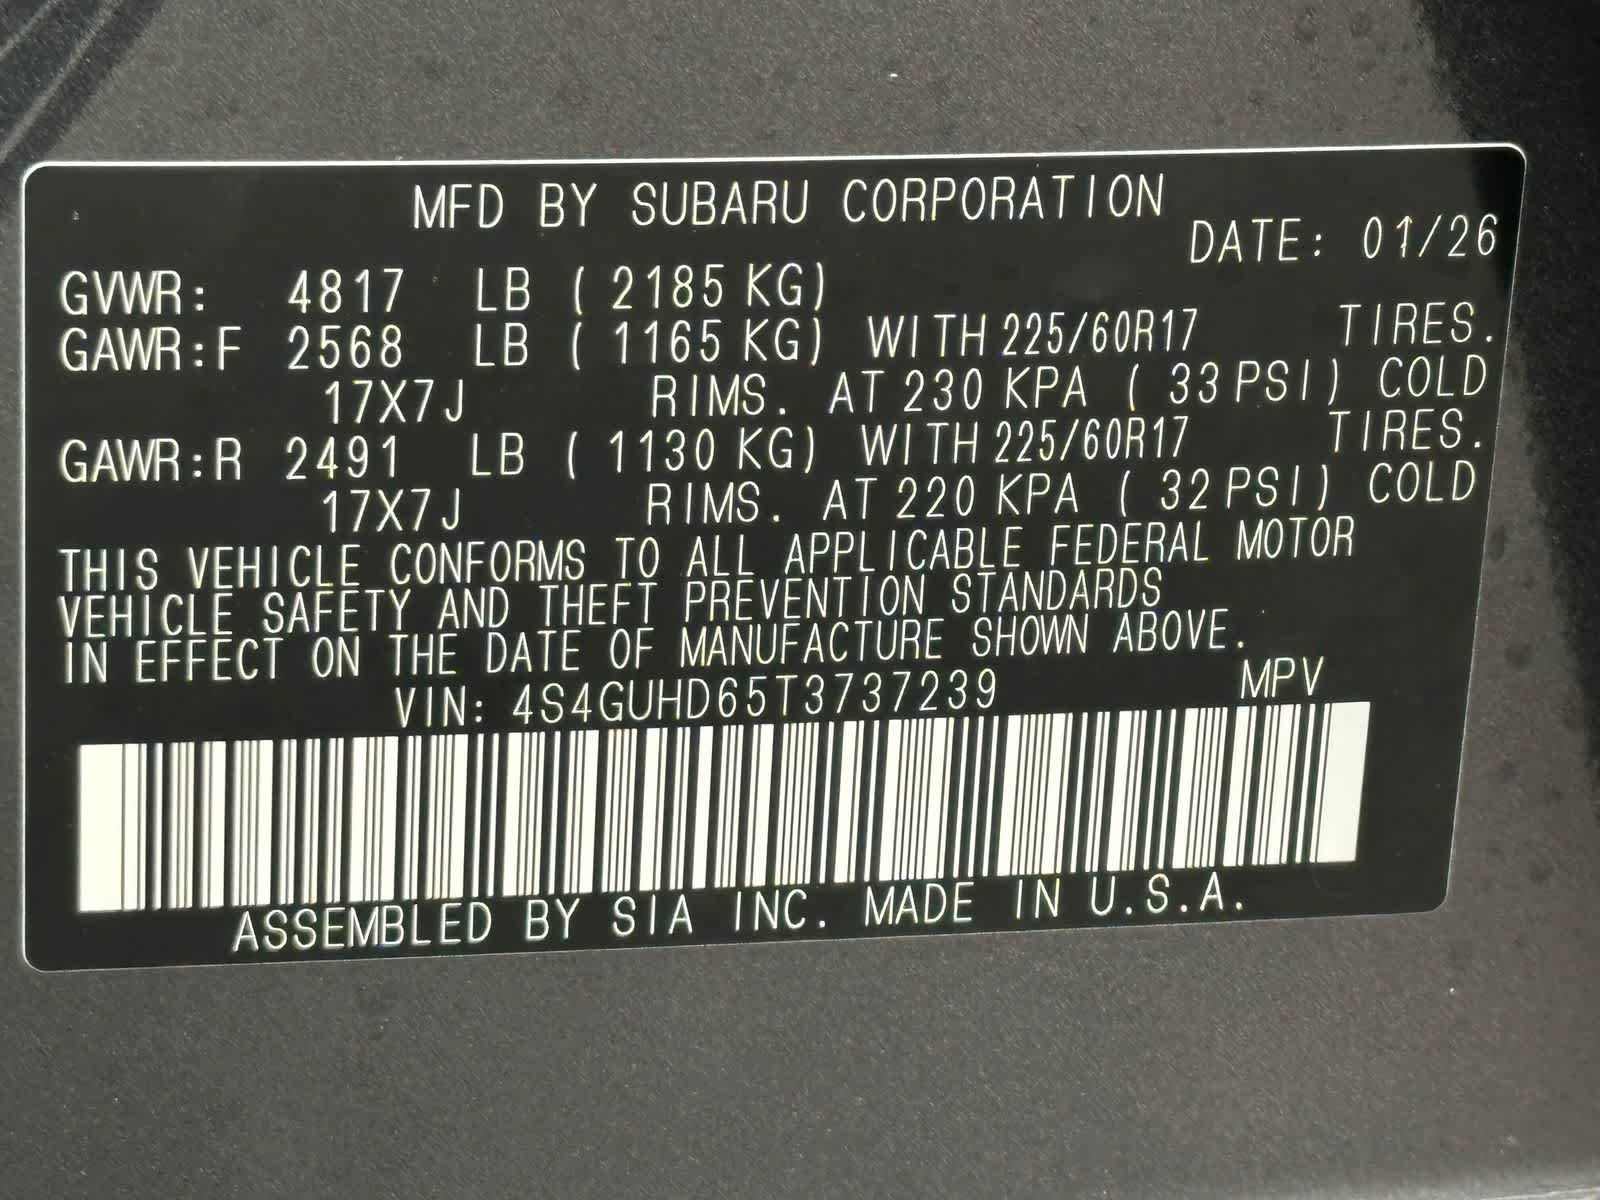 MFD BY SUBARU CORPORATION
DATE: 01/26
GVWR: 4817 LB ( 2185 KG)
GAWR:F 2568 LB ( 1165 KG) WITH 225/60R17 TIRES.
17X7J RIMS. AT 230 KPA ( 33 PSI) COLD
GAWR:R 2491 LB ( 1130 KG) WITH 225/60R17 TIRES.
17X7J RIMS. AT 220 KPA ( 32 PSI) COLD
THIS VEHICLE CONFORMS TO ALL APPLICABLE FEDERAL MOTOR
VEHICLE SAFETY AND THEFT PREVENTION STANDARDS
IN EFFECT ON THE DATE OF MANUFACTURE SHOWN ABOVE.
VIN: 4S4GUHD65T3737239 MPV
ASSEMBLED BY SIA INC. MADE IN U.S.A.